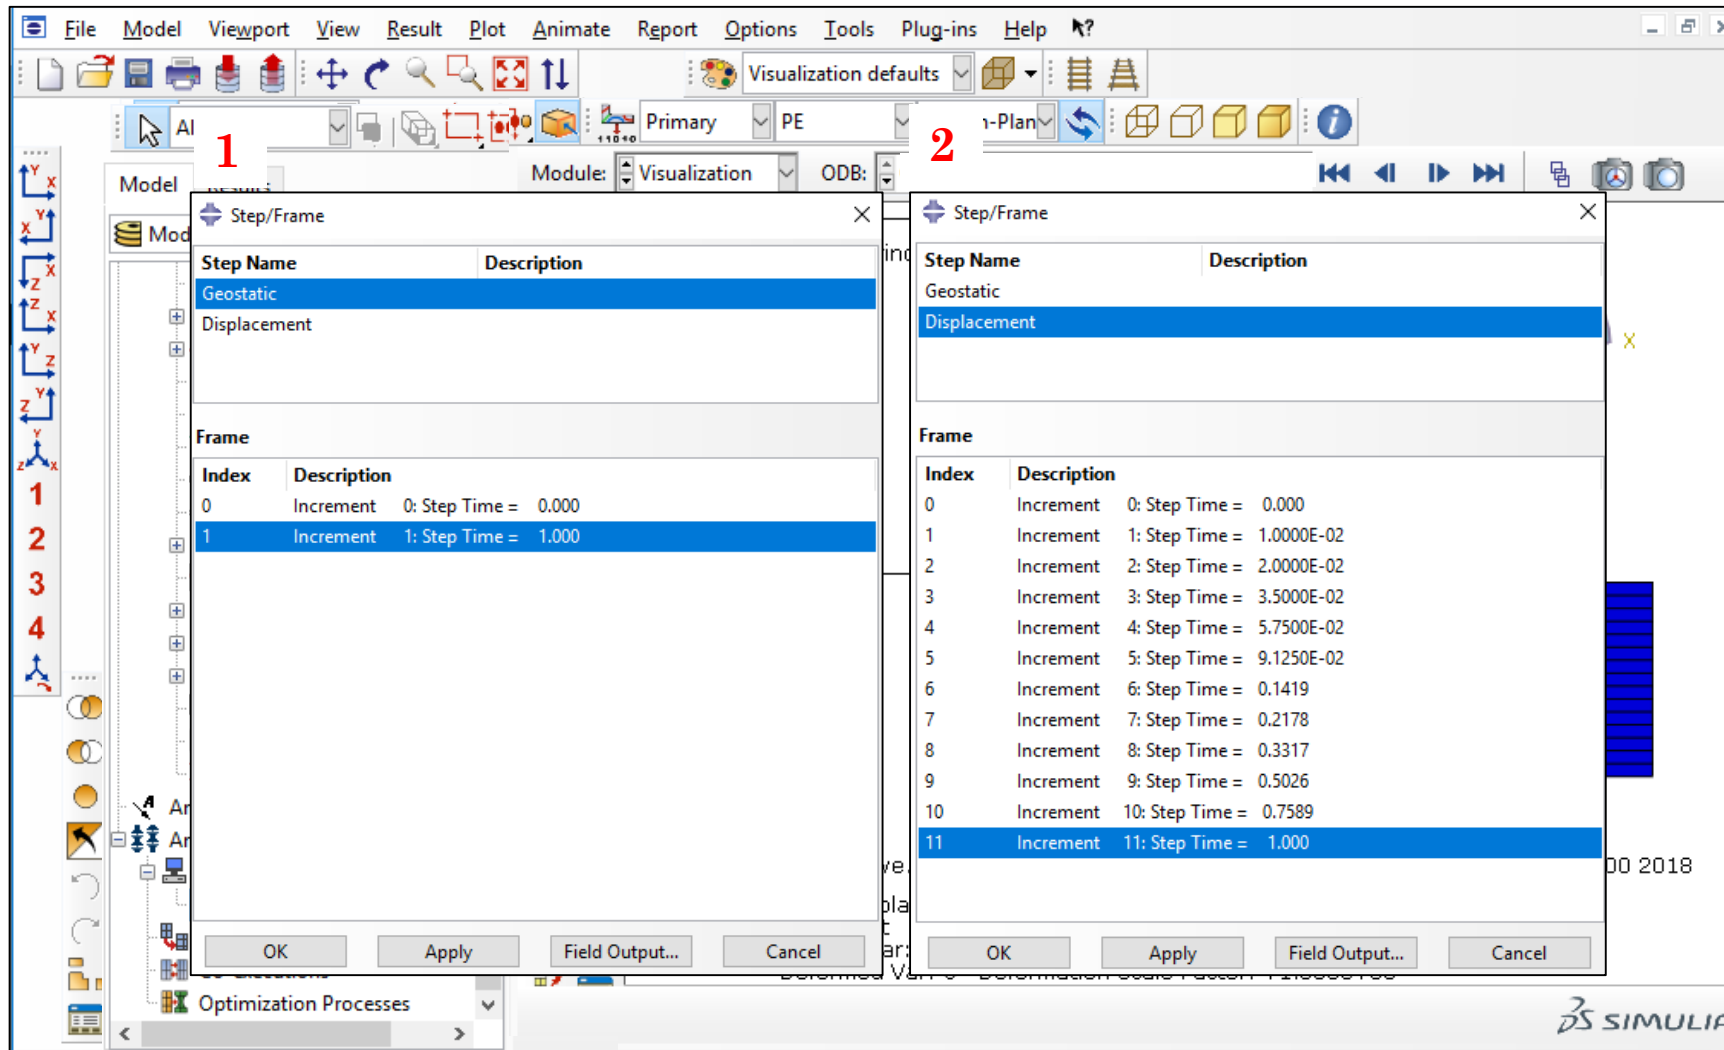 File Model Viewport View Result Plot Animate Report Options Tools Plug-ins Help
Visualization defaults
Primary PE
1 2
Module: Visualization ODB:
Model Results
Step/Frame
Step Name Description
Geostatic
Displacement
Frame
Index Description
0 Increment 0: Step Time = 0.000
1 Increment 1: Step Time = 1.000
OK Apply Field Output... Cancel
Step/Frame
Step Name Description
Geostatic
Displacement
Frame
Index Description
0 Increment 0: Step Time = 0.000
1 Increment 1: Step Time = 1.0000E-02
2 Increment 2: Step Time = 2.0000E-02
3 Increment 3: Step Time = 3.5000E-02
4 Increment 4: Step Time = 5.7500E-02
5 Increment 5: Step Time = 9.1250E-02
6 Increment 6: Step Time = 0.1419
7 Increment 7: Step Time = 0.2178
8 Increment 8: Step Time = 0.3317
9 Increment 9: Step Time = 0.5026
10 Increment 10: Step Time = 0.7589
11 Increment 11: Step Time = 1.000
OK Apply Field Output... Cancel
X
1
2
3
4
00 2018
Optimization Processes
SIMULIA